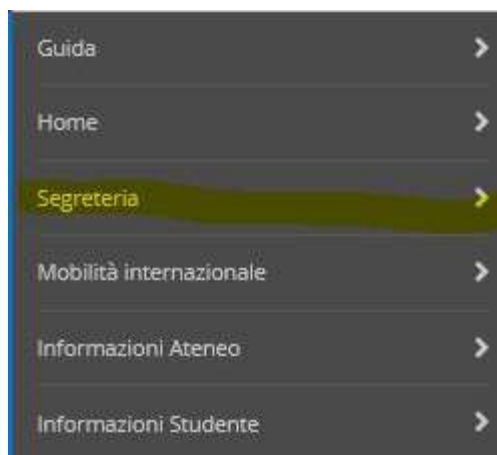 Guida
Home
Segreteria
Mobilità internazionale
Informazioni Ateneo
Informazioni Studente